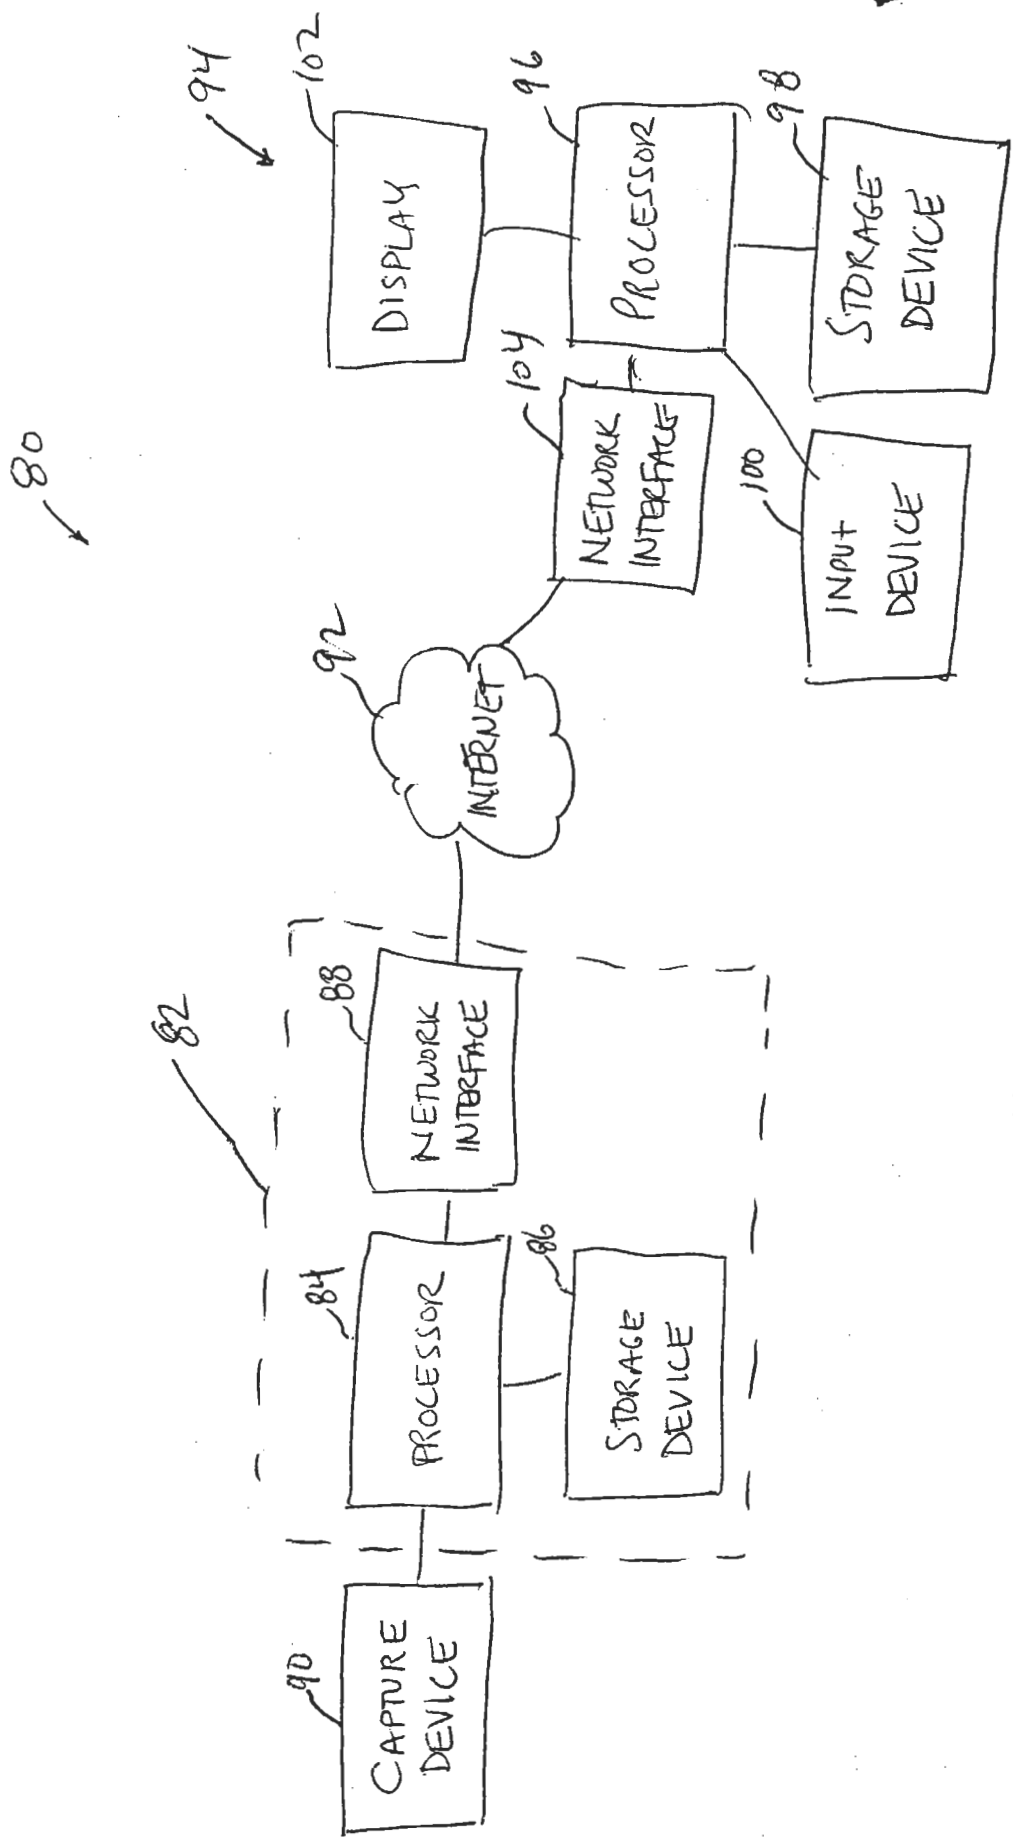 80
94
102
DISPLAY
96
PROCESSOR
98
STORAGE
DEVICE
104
NETWORK
INTERFACE
100
INPUT
DEVICE
92
INTERNET
82
88
NETWORK
INTERFACE
84
PROCESSOR
86
STORAGE
DEVICE
90
CAPTURE
DEVICE